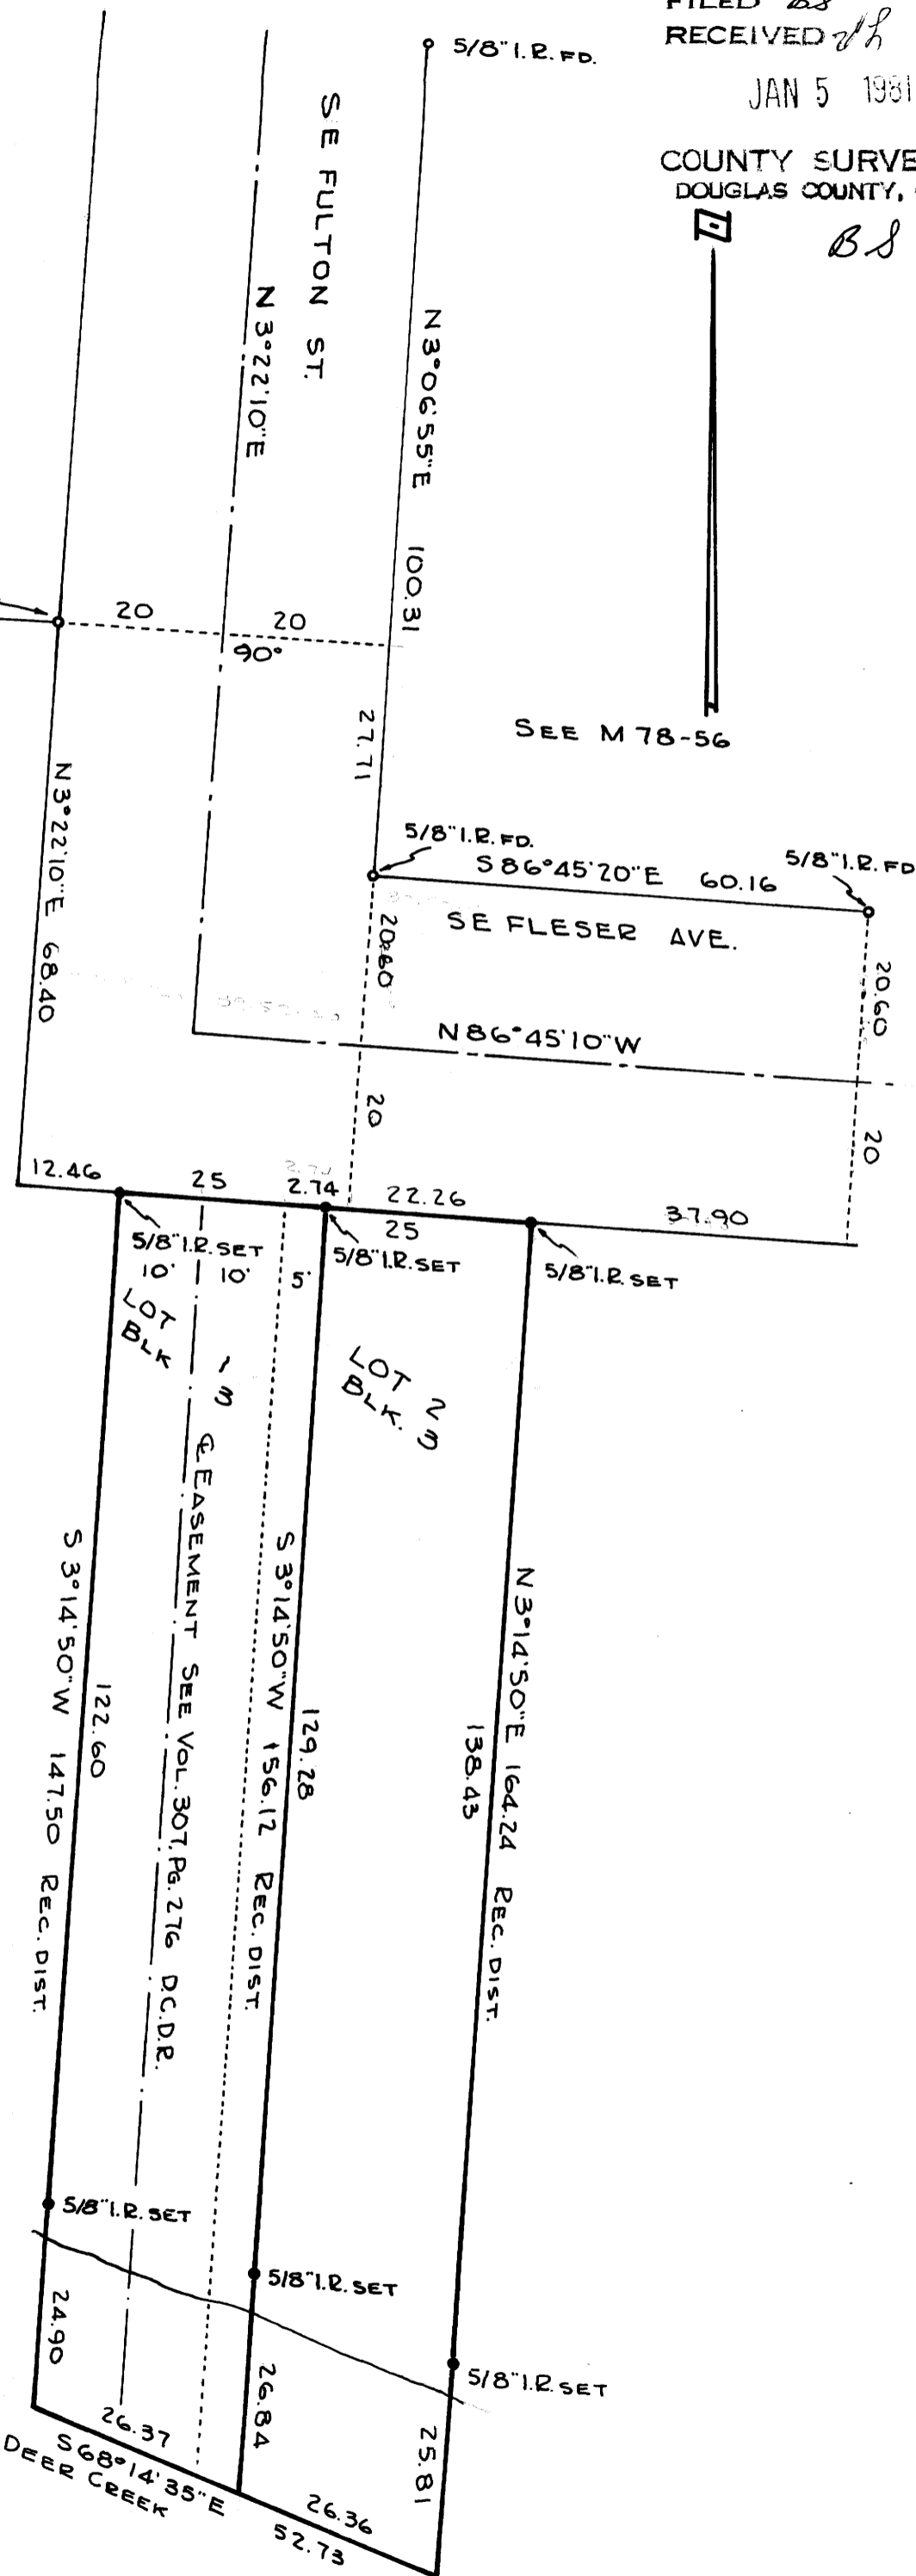 FILED BS
RECEIVED
JAN 5 1981
COUNTY SURVE
DOUGLAS COUNTY,
BS
5/8" I.R. FD.
SE FULTON ST.
N 3°22'10"E
N 3°06'55"E 100.31
20
20
90°
27.71
SEE M 78-56
N 3°22'10"E 68.40
5/8" I.R. FD.
S 86°45'20"E 60.16
5/8" I.R. FD
SE FLESER AVE.
20.60
20.60
N 86°45'10"W
20
20
12.46
25
2.74
22.26
25
37.90
5/8" I.R. SET
5/8" I.R. SET
5/8" I.R. SET
10'
10'
5'
LOT 1
BLK 3
LOT 2
BLK. 3
℄ EASEMENT SEE VOL. 307, PG. 276 D.C.D.R.
S 3°14'50"W 147.50 REC. DIST.
122.60
S 3°14'50"W 156.12 REC. DIST.
129.28
N 3°14'50"E 164.24 REC. DIST.
138.43
5/8" I.R. SET
5/8" I.R. SET
5/8" I.R. SET
24.90
26.84
25.81
26.37
S 68°14'35"E
DEER CREEK
26.36
52.73